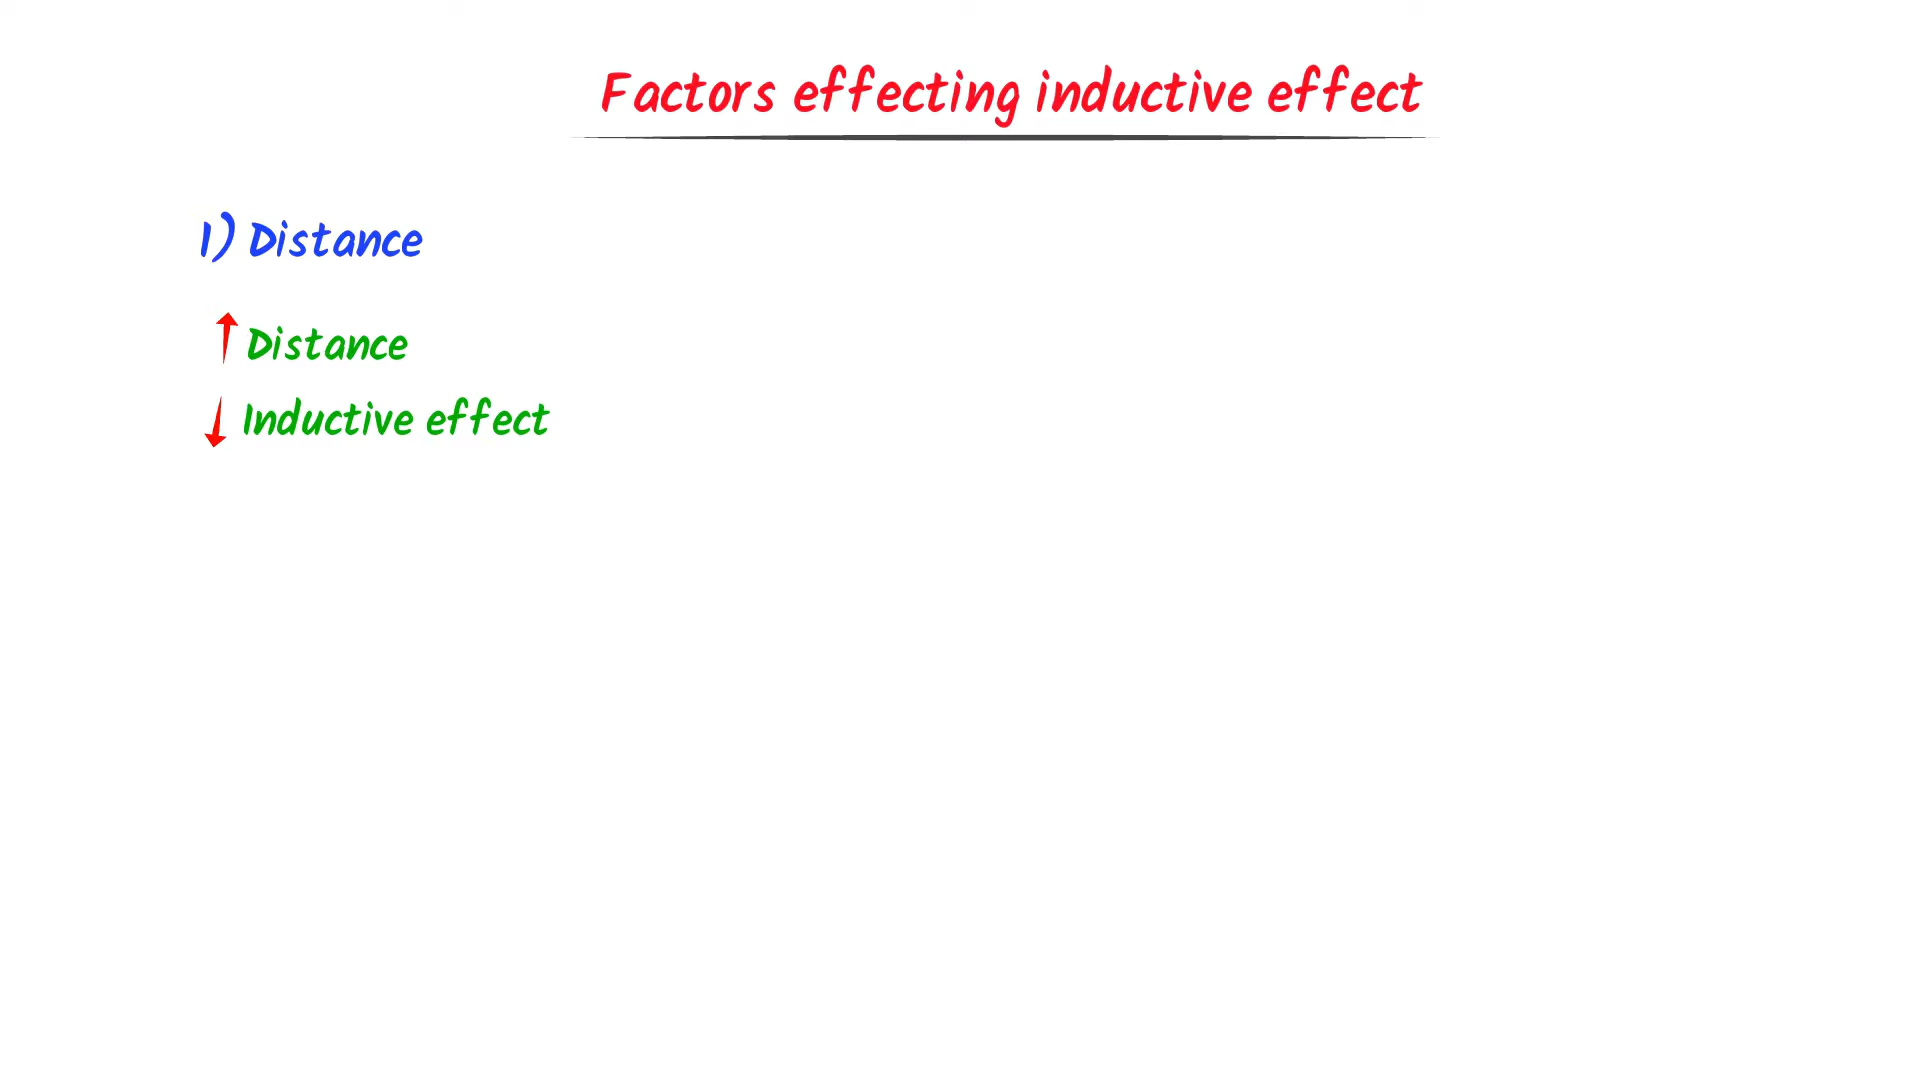 Factors effecting inductive effect
1) Distance
↑ Distance
↓ Inductive effect